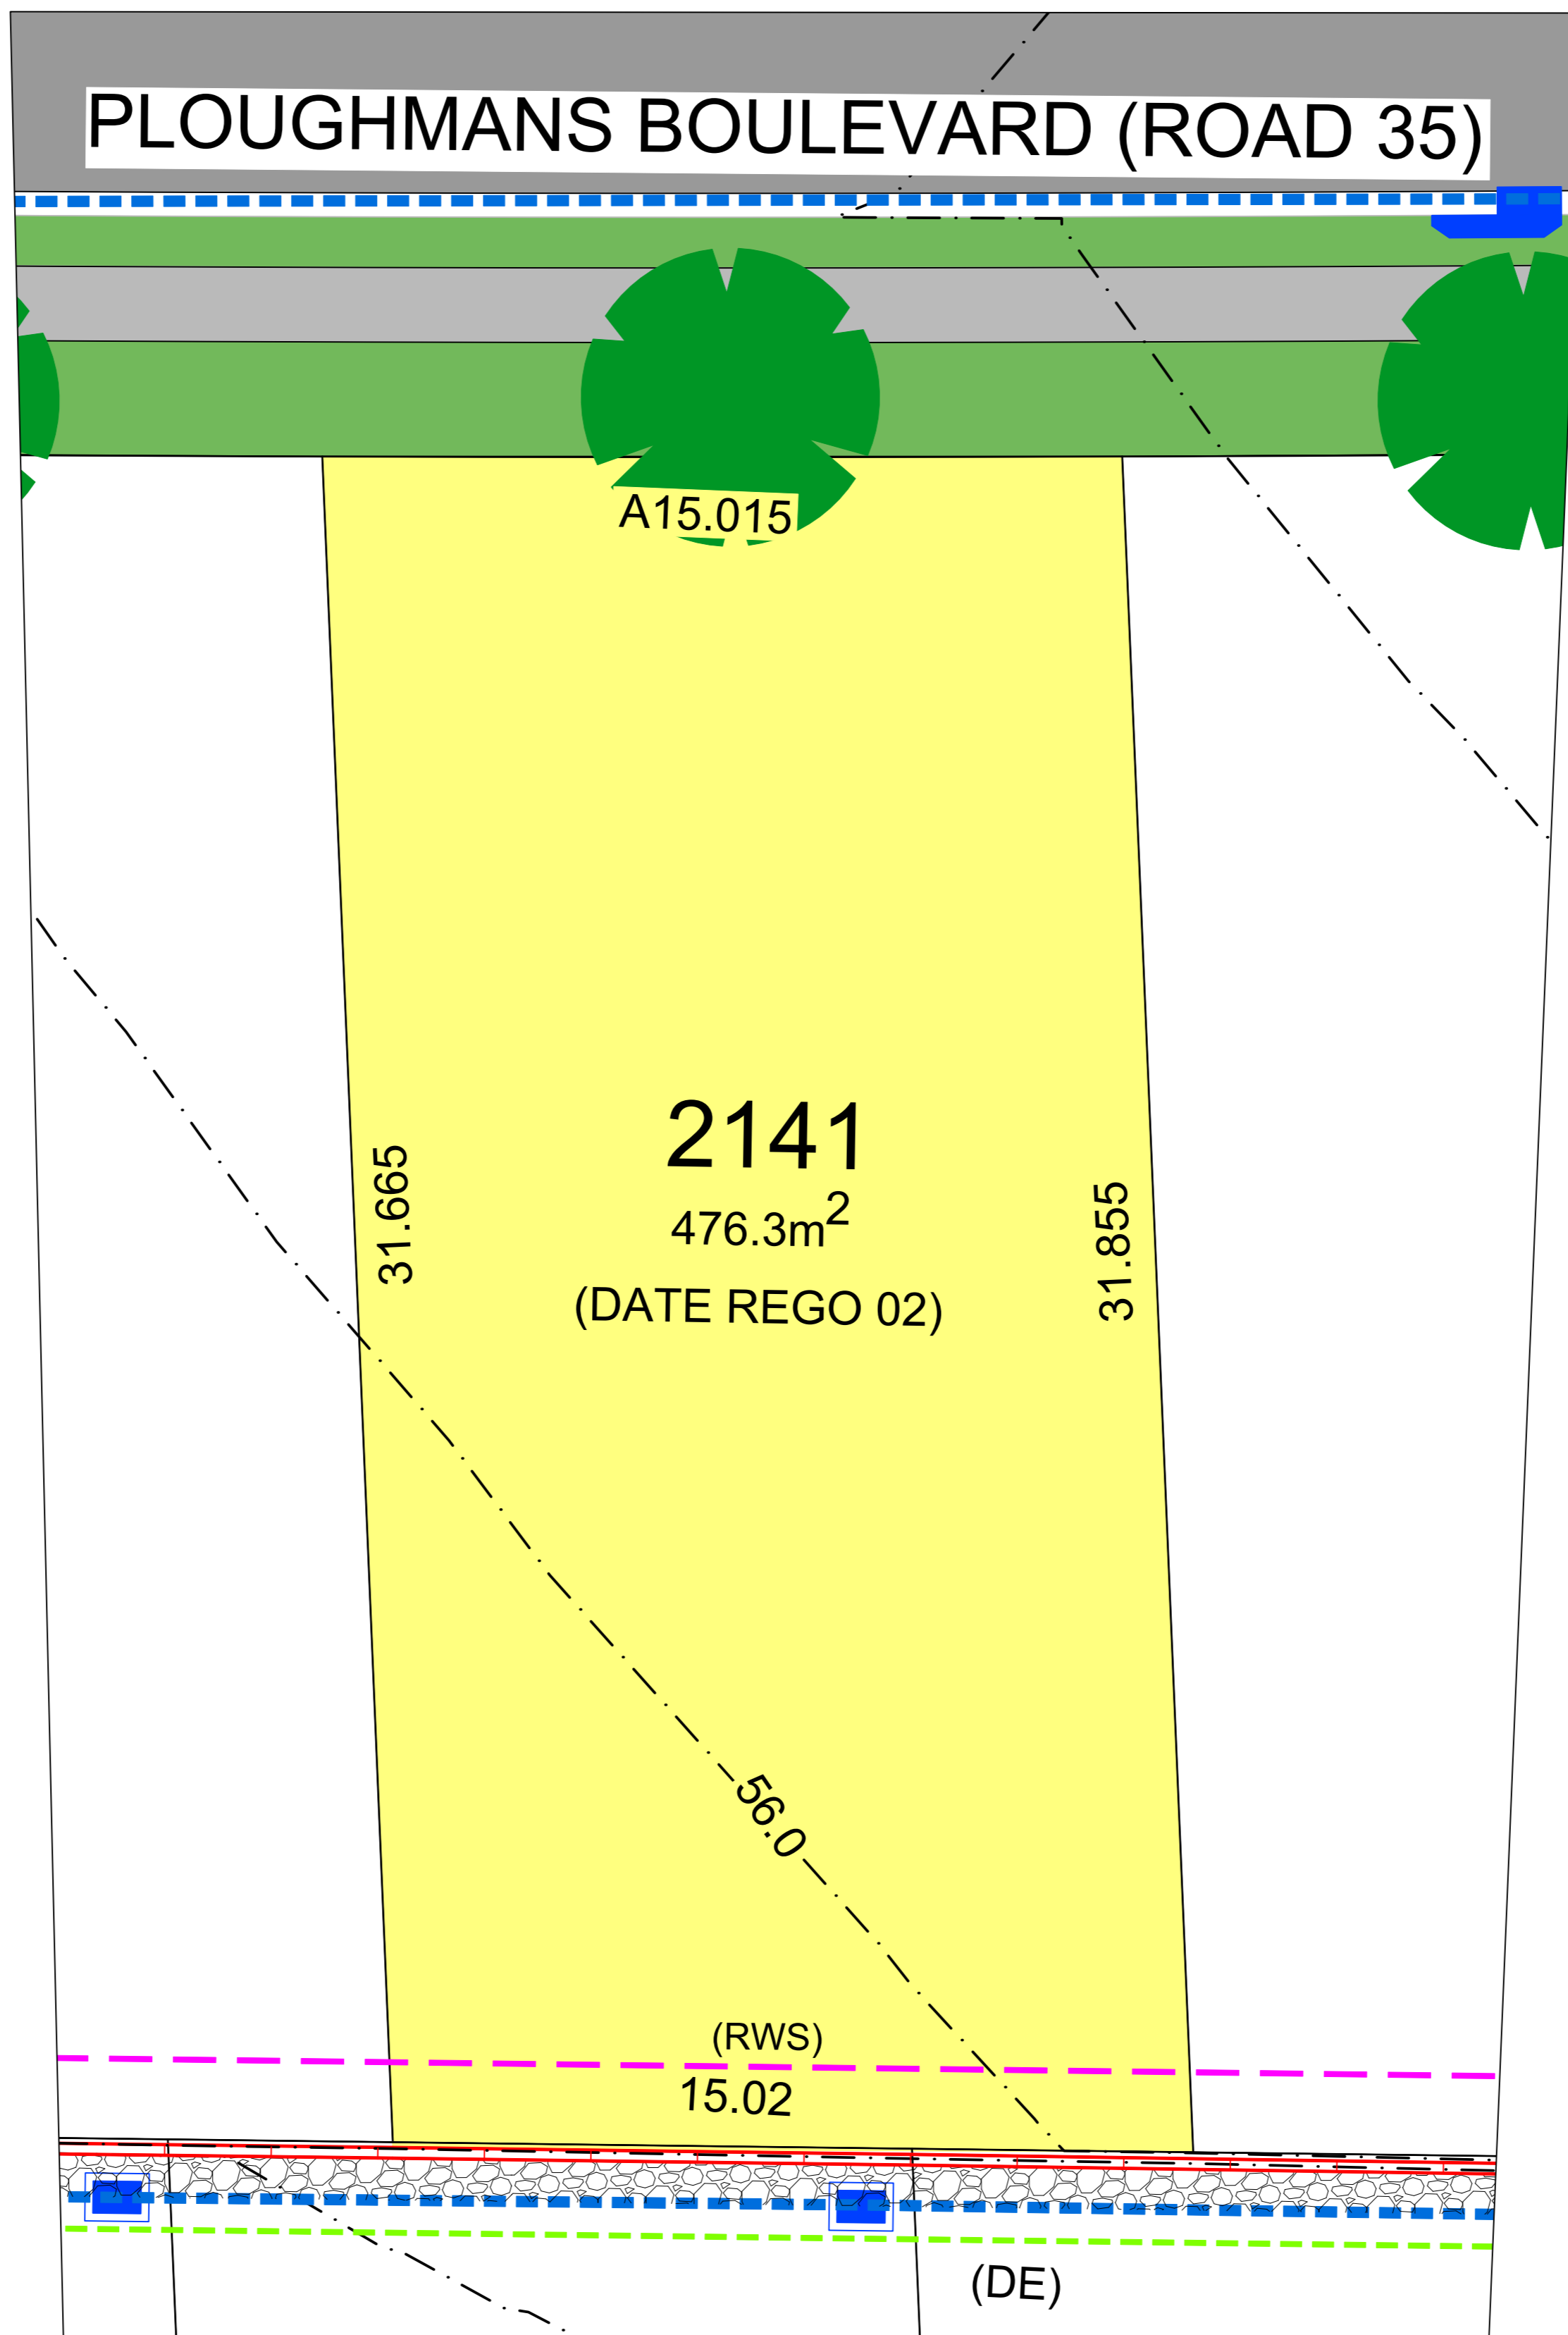 PLOUGHMANS BOULEVARD (ROAD 35)
A15.015
2141
476.3m²
(DATE REGO 02)
31.665
31.855
56.0
(RWS)
15.02
(DE)